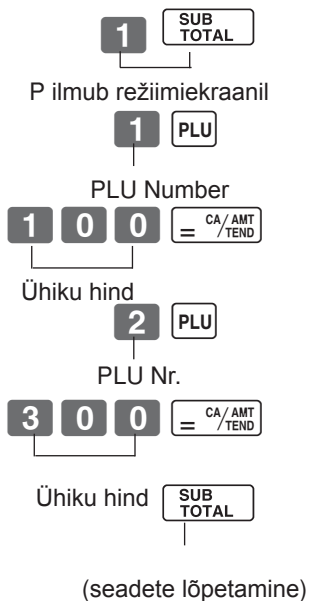 1 SUB TOTAL
P ilmub režiimiekraanil
1 PLU
PLU Number
1 0 0 = CA/AMT TEND
Ühiku hind
2 PLU
PLU Nr.
3 0 0 = CA/AMT TEND
Ühiku hind SUB TOTAL
(seadete lõpetamine)